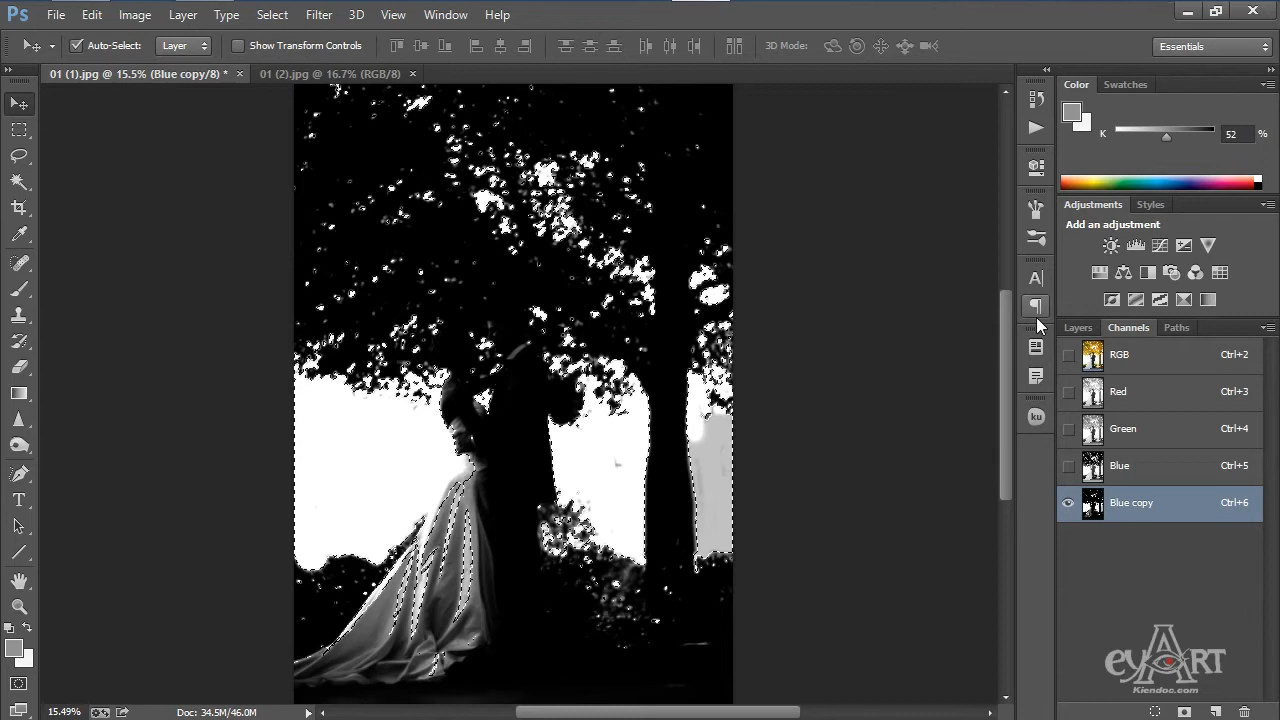 Ps File Edit Image Layer Type Select Filter 3D View Window Help
Auto-Select: Layer Show Transform Controls 3D Mode: Essentials
01 (1).jpg @ 15.5% (Blue copy/8) * × 01 (2).jpg @ 16.7% (RGB/8) ×
Color Swatches
K 52 %
Adjustments Styles
Add an adjustment
Layers Channels Paths
RGB Ctrl+2
Red Ctrl+3
Green Ctrl+4
Blue Ctrl+5
Blue copy Ctrl+6
ku
eyART
Kiendoc.com
15.49% Doc: 34.5M/46.0M